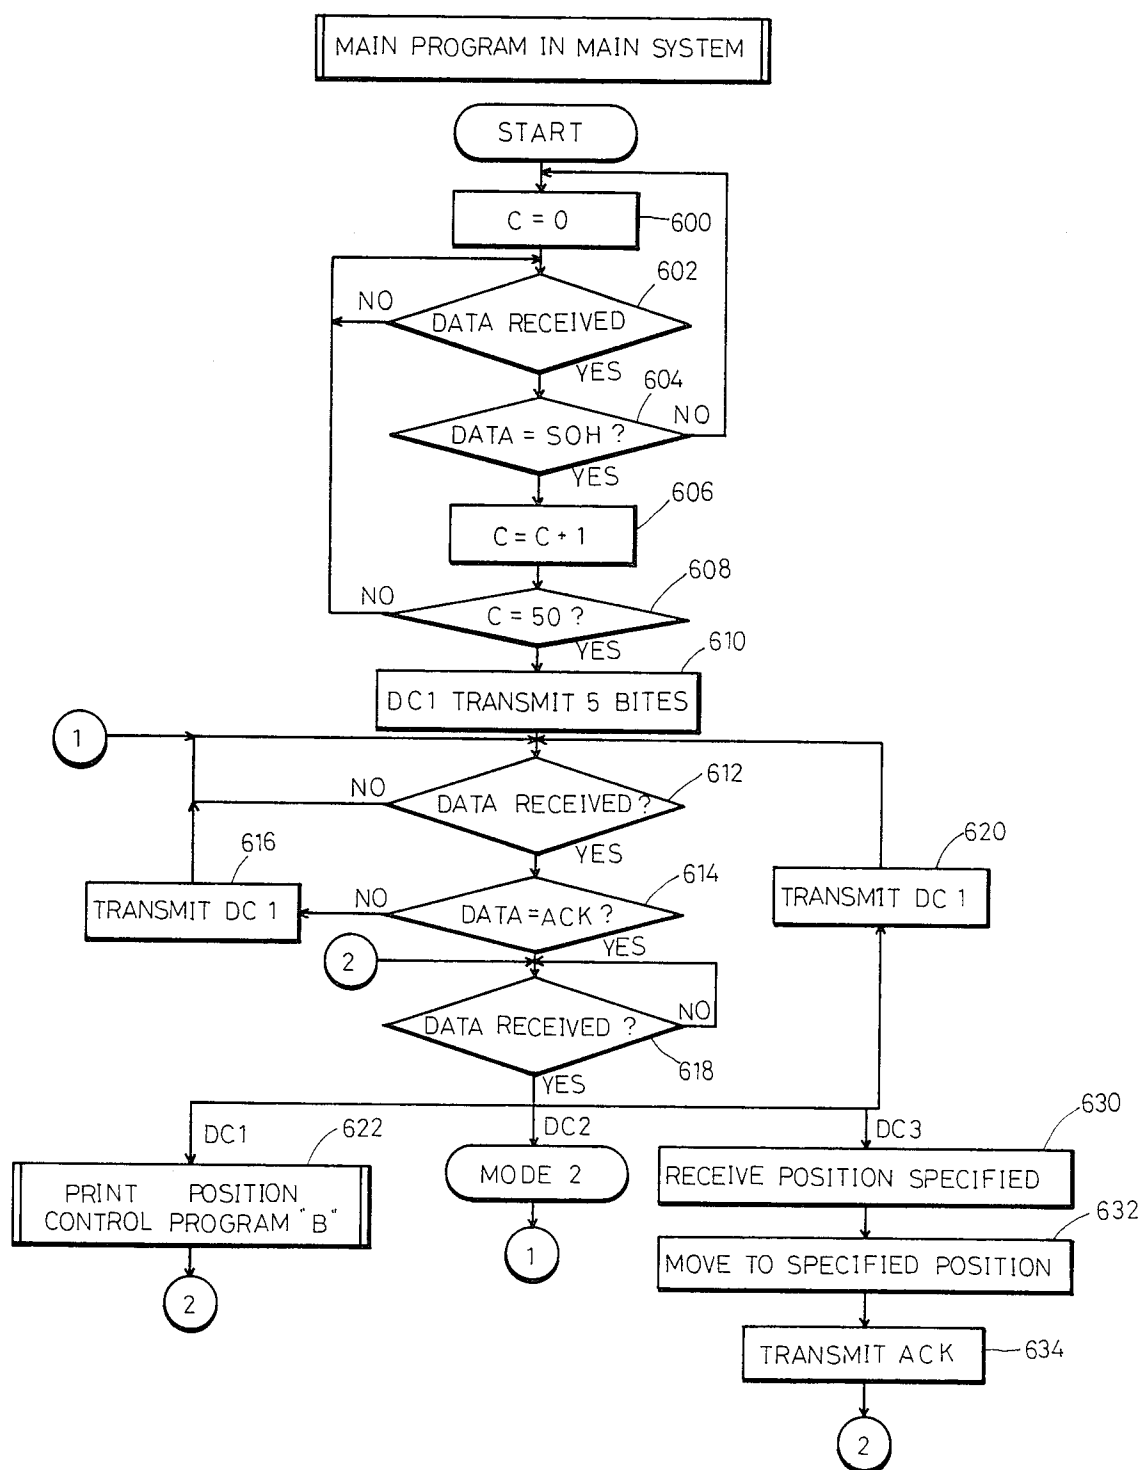 MAIN PROGRAM IN MAIN SYSTEM
START
C = 0
600
602
NO
DATA RECEIVED
YES
604
NO
DATA = SOH ?
YES
606
C = C + 1
608
NO
C = 50 ?
YES
610
DC1 TRANSMIT 5 BITES
1
612
NO
DATA RECEIVED?
YES
616
620
614
TRANSMIT DC 1
NO
DATA=ACK ?
TRANSMIT DC 1
YES
2
NO
DATA RECEIVED ?
618
YES
DC1
622
DC2
DC3
630
PRINT POSITION
CONTROL PROGRAM "B"
MODE 2
RECEIVE POSITION SPECIFIED
632
1
MOVE TO SPECIFIED POSITION
2
TRANSMIT ACK
634
2